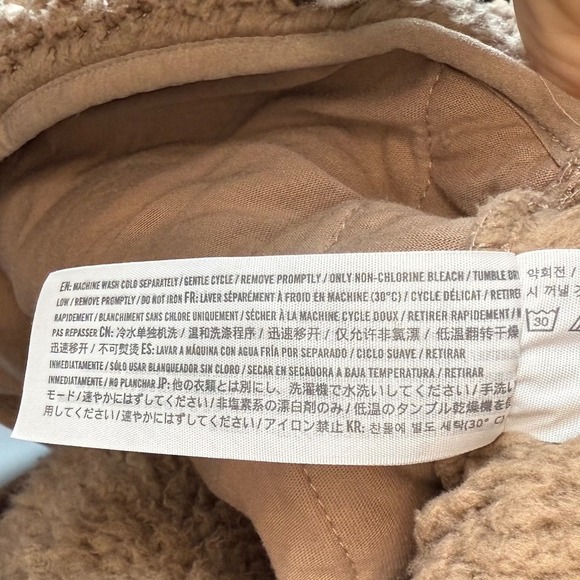 EN: MACHINE WASH COLD SEPARATELY / GENTLE CYCLE / REMOVE PROMPTLY / ONLY NON-CHLORINE BLEACH / TUMBLE DRY
LOW / REMOVE PROMPTLY / DO NOT IRON FR: LAVER SÉPARÉMENT À FROID EN MACHINE (30°C) / CYCLE DÉLICAT / RETIRER
RAPIDEMENT / BLANCHIMENT SANS CHLORE UNIQUEMENT / SÉCHER À LA MACHINE CYCLE DOUX / RETIRER RAPIDEMENT /
PAS REPASSER CN: 冷水单独机洗 / 温和洗涤程序 / 迅速移开 / 仅允许非氯漂 / 低温翻转干燥
迅速移开 / 不可熨烫 ES: LAVAR A MÁQUINA CON AGUA FRÍA POR SEPARADO / CICLO SUAVE / RETIRAR
INMEDIATAMENTE / SÓLO USAR BLANQUEADOR SIN CLORO / SECAR EN SECADORA A BAJA TEMPERATURA / RETIRAR
INMEDIATAMENTE / NO PLANCHAR JP: 他の衣類とは別にし、洗濯機で水洗いしてください / 手洗い
モード / 速やかにはずしてください / 非塩素系の漂白剤のみ / 低温のタンブル乾燥機を
用してください / 速やかにはずしてください / アイロン禁止 KR: 찬물에 별도 세탁(30° C)
약회전 /
시 꺼낼
30